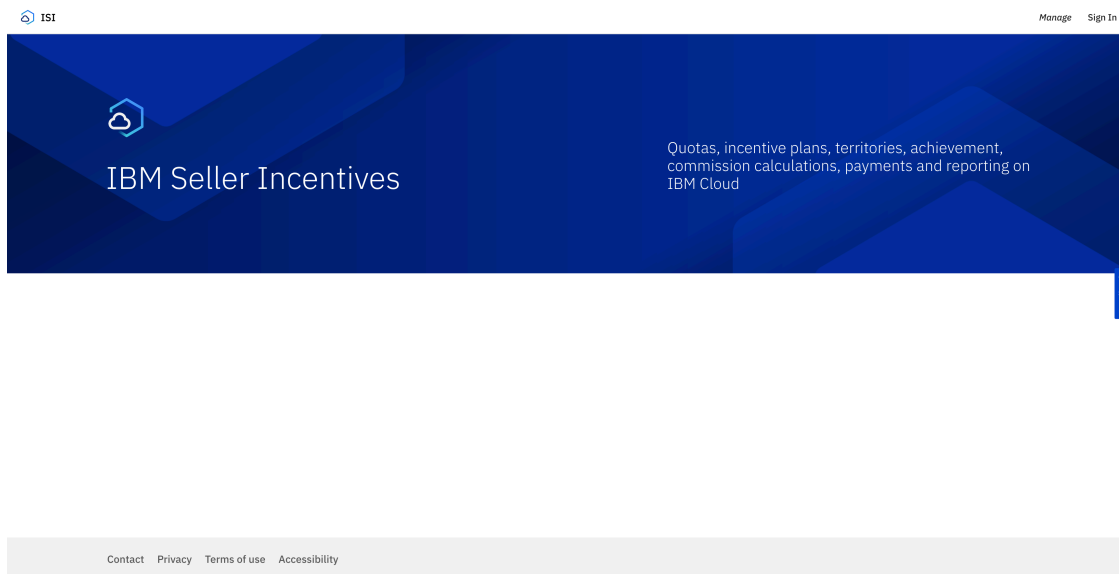 ISI
Manage Sign In
IBM Seller Incentives
Quotas, incentive plans, territories, achievement,
commission calculations, payments and reporting on
IBM Cloud
Contact Privacy Terms of use Accessibility